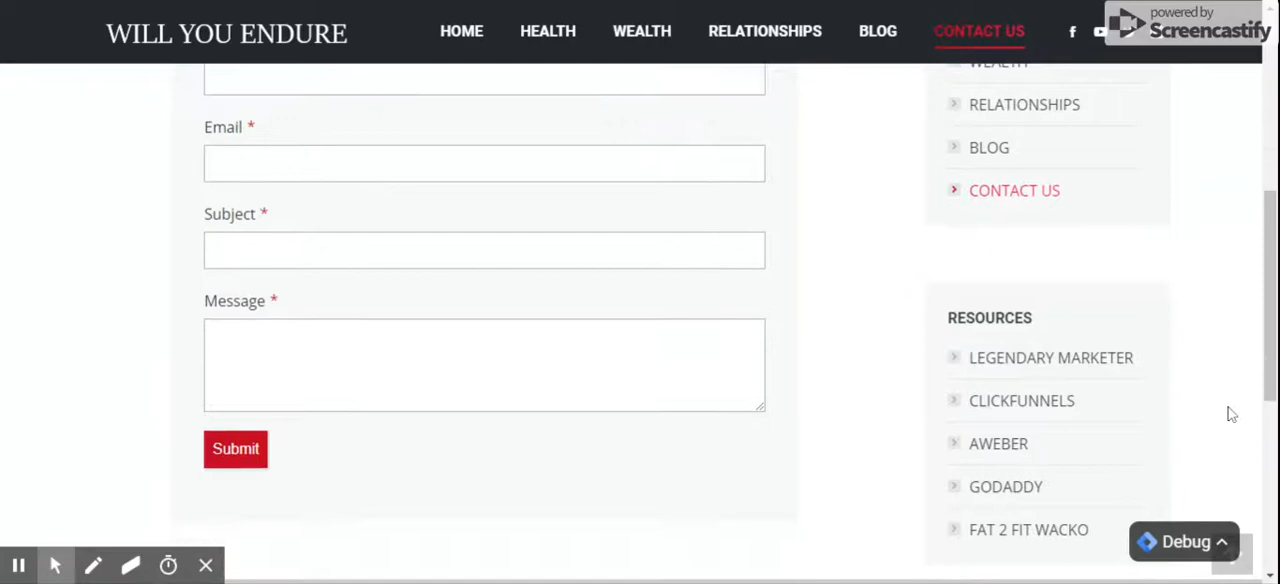 WILL YOU ENDURE
HOME HEALTH WEALTH RELATIONSHIPS BLOG CONTACT US
powered by
Screencastify
WEALTH
RELATIONSHIPS
BLOG
CONTACT US
Email *
Subject *
Message *
Submit
RESOURCES
LEGENDARY MARKETER
CLICKFUNNELS
AWEBER
GODADDY
FAT 2 FIT WACKO
Debug